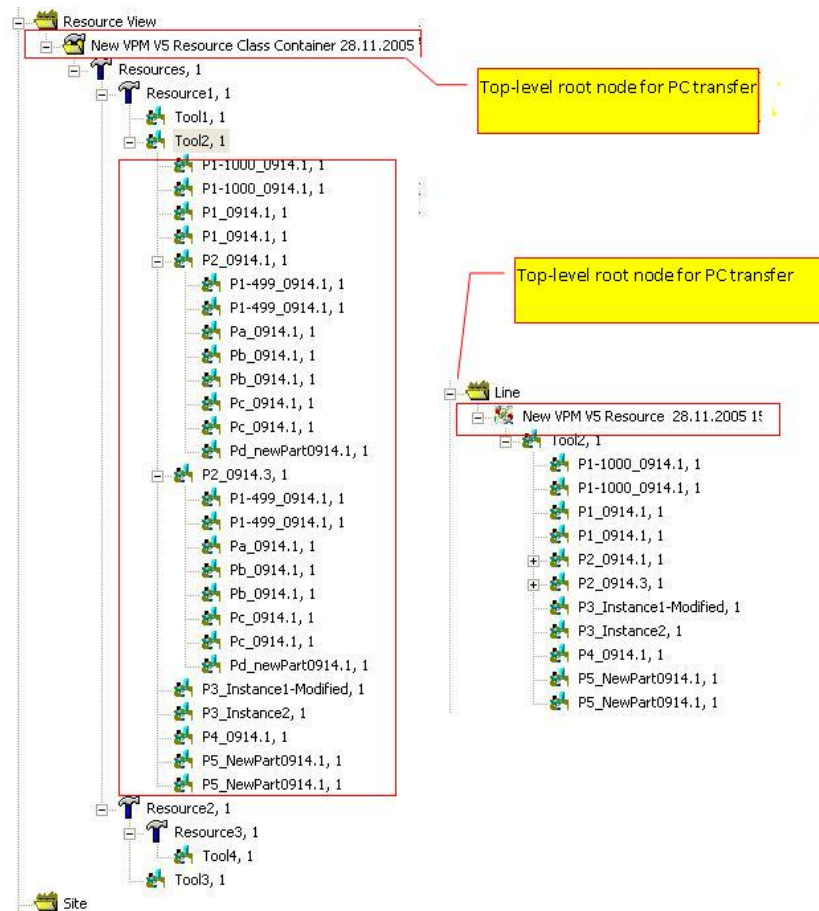 Resource View
New VPM V5 Resource Class Container 28.11.2005
Resources, 1
Resource1, 1
Tool1, 1
Tool2, 1
P1-1000_0914.1, 1
P1-1000_0914.1, 1
P1_0914.1, 1
P1_0914.1, 1
P2_0914.1, 1
P1-499_0914.1, 1
P1-499_0914.1, 1
Pa_0914.1, 1
Pb_0914.1, 1
Pb_0914.1, 1
Pc_0914.1, 1
Pc_0914.1, 1
Pd_newPart0914.1, 1
P2_0914.3, 1
P1-499_0914.1, 1
P1-499_0914.1, 1
Pa_0914.1, 1
Pb_0914.1, 1
Pb_0914.1, 1
Pc_0914.1, 1
Pc_0914.1, 1
Pd_newPart0914.1, 1
P3_Instance1-Modified, 1
P3_Instance2, 1
P4_0914.1, 1
P5_NewPart0914.1, 1
P5_NewPart0914.1, 1
Resource2, 1
Resource3, 1
Tool4, 1
Tool3, 1
Site
Top-level root node for PC transfer
Top-level root node for PC transfer
Line
New VPM V5 Resource 28.11.2005 15
Tool2, 1
P1-1000_0914.1, 1
P1-1000_0914.1, 1
P1_0914.1, 1
P1_0914.1, 1
P2_0914.1, 1
P2_0914.3, 1
P3_Instance1-Modified, 1
P3_Instance2, 1
P4_0914.1, 1
P5_NewPart0914.1, 1
P5_NewPart0914.1, 1